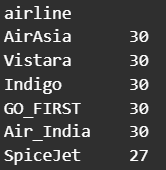 airline
AirAsia 30
Vistara 30
Indigo 30
GO_FIRST 30
Air_India 30
SpiceJet 27